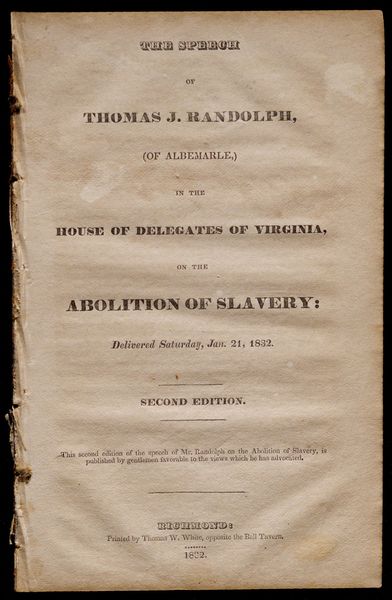 THE SPEECH
OF
THOMAS J. RANDOLPH,
(OF ALBEMARLE,)
IN THE
HOUSE OF DELEGATES OF VIRGINIA,
ON THE
ABOLITION OF SLAVERY:
Delivered Saturday, Jan. 21, 1832.
SECOND EDITION.
This second edition of the speech of Mr. Randolph on the Abolition of Slavery, is
published by gentlemen favorable to the views which he has advocated.
RICHMOND:
Printed by Thomas W. White, opposite the Bell Tavern.
1832.